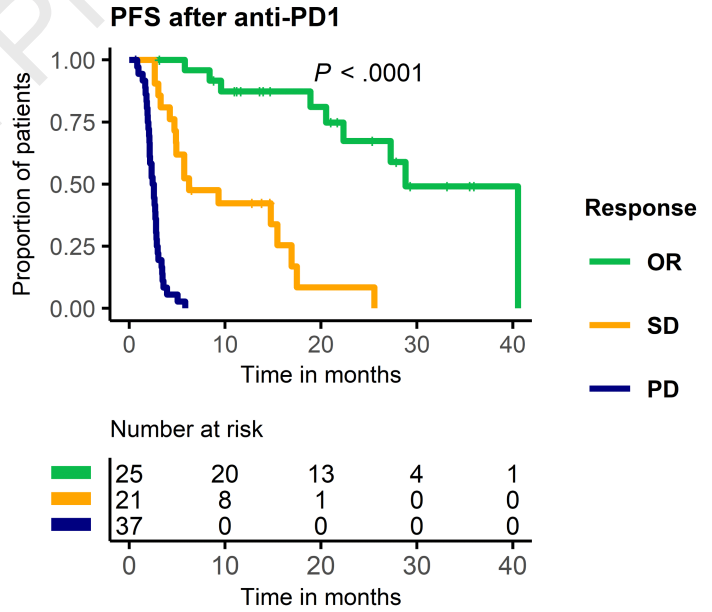 PFS after anti-PD1
Proportion of patients
1.00
0.75
0.50
0.25
0.00
P < .0001
0 10 20 30 40
Time in months
Response
OR
SD
PD
Number at risk
25 20 13 4 1
21 8 1 0 0
37 0 0 0 0
0 10 20 30 40
Time in months